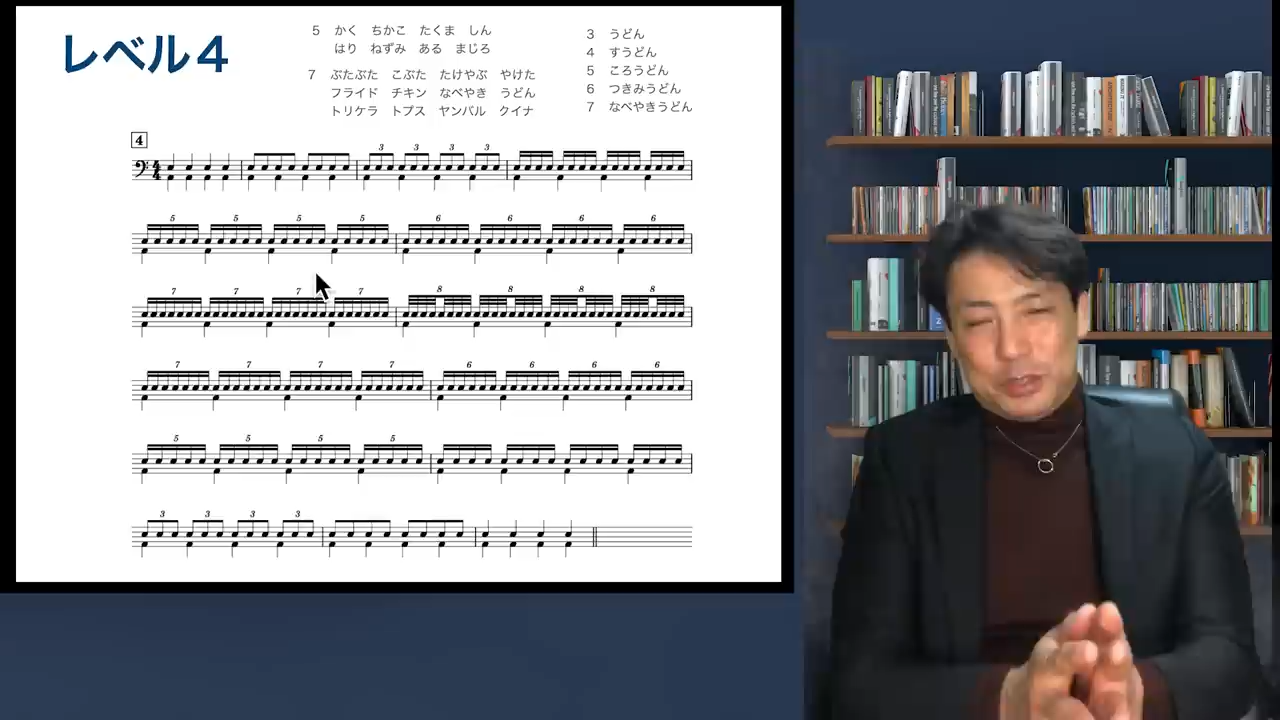 レベル４
5 かく ちかこ たくま しん
はり ねずみ ある まじろ
7 ぶたぶた こぶた たけやぶ やけた
フライド チキン なべやき うどん
トリケラ トプス ヤンバル クイナ
3 うどん
4 すうどん
5 ころうどん
6 つきみうどん
7 なべやきうどん
4
4
4
3 3 3 3
5 5 5 5 6 6 6 6
7 7 7 7 8 8 8 8
7 7 7 7 6 6 6 6
5 5 5 5
3 3 3 3